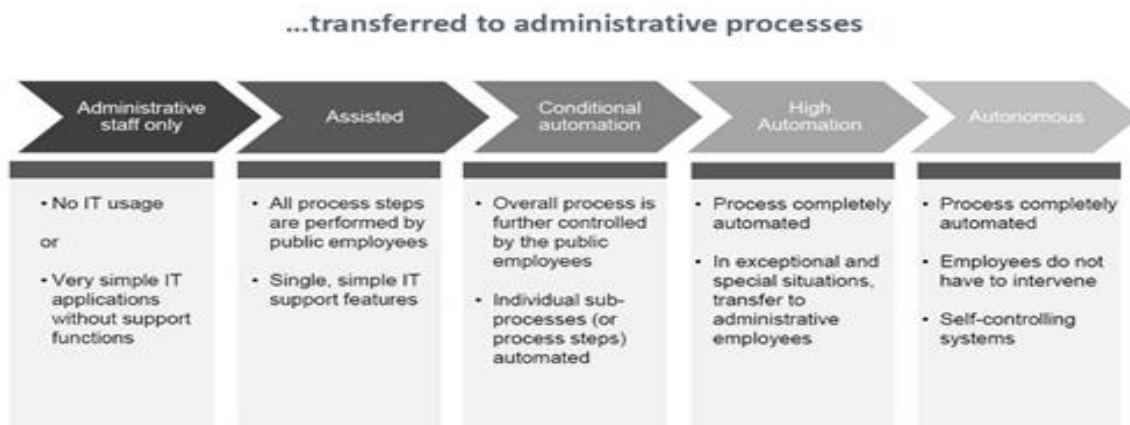 ...transferred to administrative processes
Administrative
staff only
Assisted
Conditional
automation
High
Automation
Autonomous
• No IT usage
or
• Very simple IT
applications
without support
functions
• All process steps
are performed by
public employees
• Single, simple IT
support features
• Overall process is
further controlled
by the public
employees
• Individual sub-
processes (or
process steps)
automated
• Process completely
automated
• In exceptional and
special situations,
transfer to
administrative
employees
• Process completely
automated
• Employees do not
have to intervene
• Self-controlling
systems